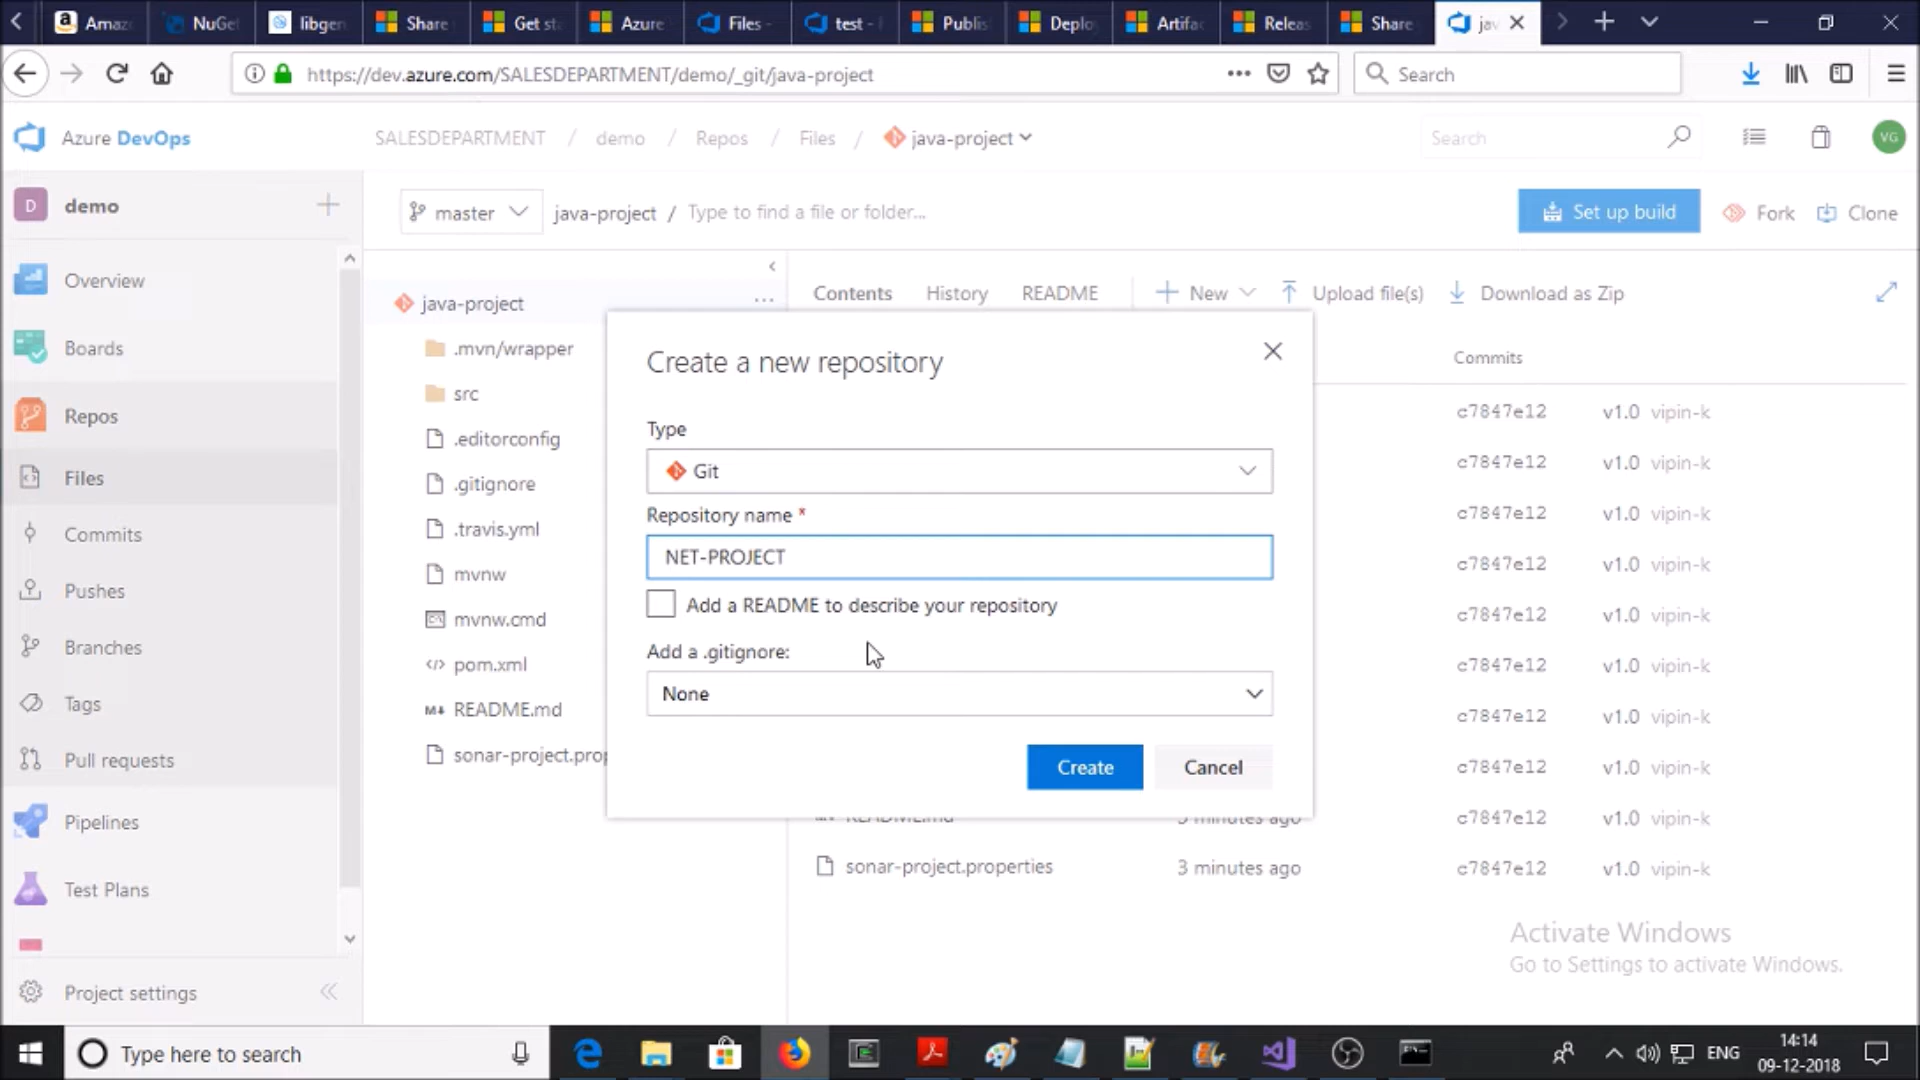 Amaz
NuGet
libgen
Share
Get sta
Azure
Files -
test -
Publis
Deplo
Artifac
Releas
Share
jav
https://dev.azure.com/SALESDEPARTMENT/demo/_git/java-project
Search
Azure DevOps
SALESDEPARTMENT / demo / Repos / Files / java-project
Search
VG
D demo
master
java-project / Type to find a file or folder...
Set up build
Fork
Clone
Overview
Boards
Repos
Files
Commits
Pushes
Branches
Tags
Pull requests
Pipelines
Test Plans
Project settings
java-project
.mvn/wrapper
src
.editorconfig
.gitignore
.travis.yml
mvnw
mvnw.cmd
pom.xml
README.md
sonar-project.prop
Contents
History
README
New
Upload file(s)
Download as Zip
Create a new repository
Type
Git
Repository name *
NET-PROJECT
Add a README to describe your repository
Add a .gitignore:
None
Create
Cancel
Commits
c7847e12 v1.0 vipin-k
c7847e12 v1.0 vipin-k
c7847e12 v1.0 vipin-k
c7847e12 v1.0 vipin-k
c7847e12 v1.0 vipin-k
c7847e12 v1.0 vipin-k
c7847e12 v1.0 vipin-k
c7847e12 v1.0 vipin-k
README.md 3 minutes ago c7847e12 v1.0 vipin-k
sonar-project.properties 3 minutes ago c7847e12 v1.0 vipin-k
Activate Windows
Go to Settings to activate Windows.
Type here to search
ENG
14:14
09-12-2018